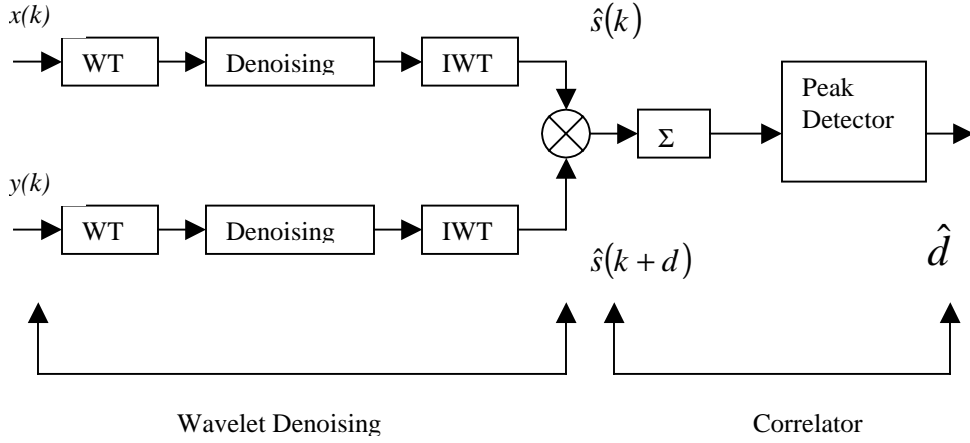 x(k)
ŝ(k)
WT
Denoising
IWT
Peak
Detector
Σ
y(k)
WT
Denoising
IWT
ŝ(k + d)
d̂
Wavelet Denoising
Correlator